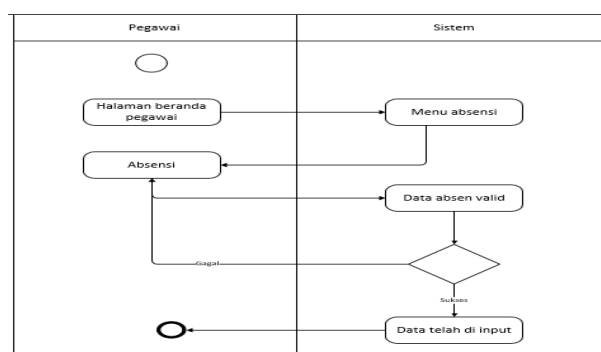 Pegawai
Sistem
Halaman beranda
pegawai
Menu absensi
Absensi
Data absen valid
Gagal
Sukses
Data telah di input